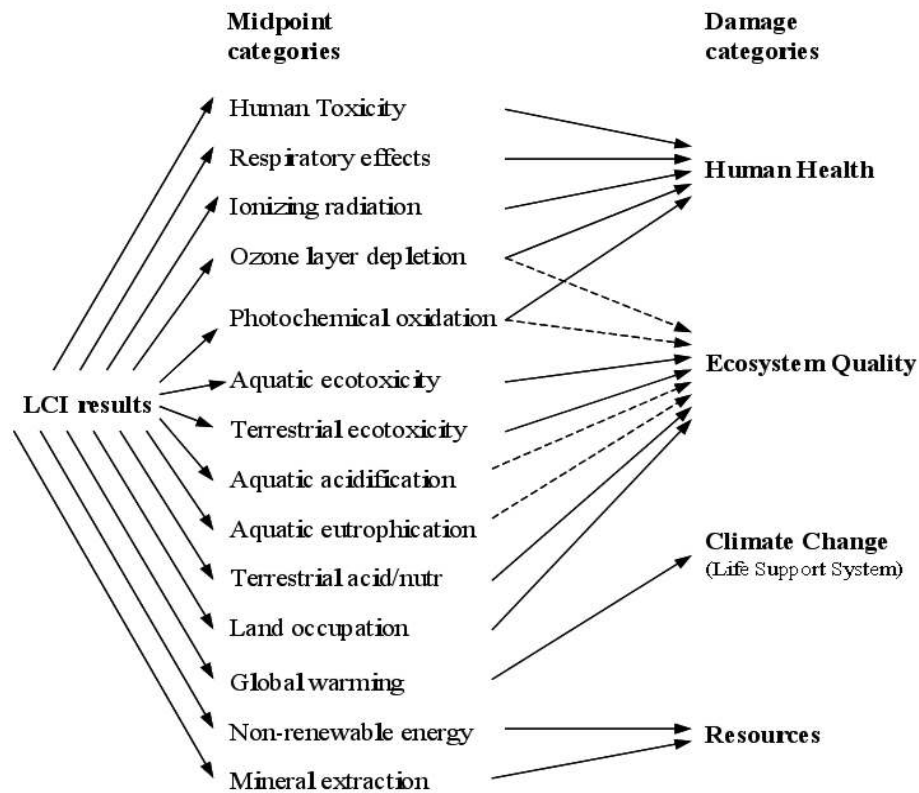 Midpoint
categories
Damage
categories
Human Toxicity
Respiratory effects
Human Health
Ionizing radiation
Ozone layer depletion
Photochemical oxidation
Ecosystem Quality
Aquatic ecotoxicity
LCI results
Terrestrial ecotoxicity
Aquatic acidification
Aquatic eutrophication
Climate Change
(Life Support System)
Terrestrial acid/nutr
Land occupation
Global warming
Non-renewable energy
Resources
Mineral extraction